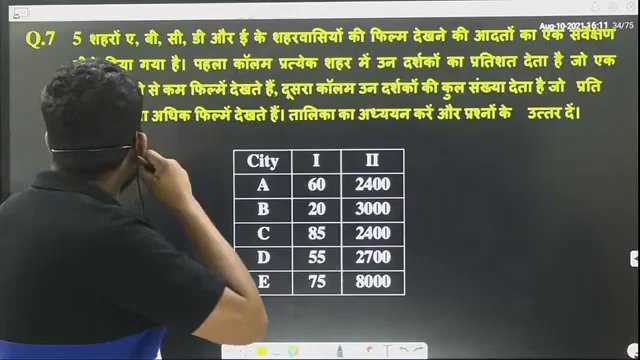 Aug-10-2021 16:11 34/75
Q.7 5 शहरों ए, बी, सी, डी और ई के शहरवासियों की फिल्म देखने की आदतों का एक सर्वेक्षण
दिया गया है। पहला कॉलम प्रत्येक शहर में उन दर्शकों का प्रतिशत देता है जो एक
से कम फिल्में देखते हैं, दूसरा कॉलम उन दर्शकों की कुल संख्या देता है जो प्रति
अधिक फिल्में देखते हैं। तालिका का अध्ययन करें और प्रश्नों के उत्तर दें।
City I II
A 60 2400
B 20 3000
C 85 2400
D 55 2700
E 75 8000